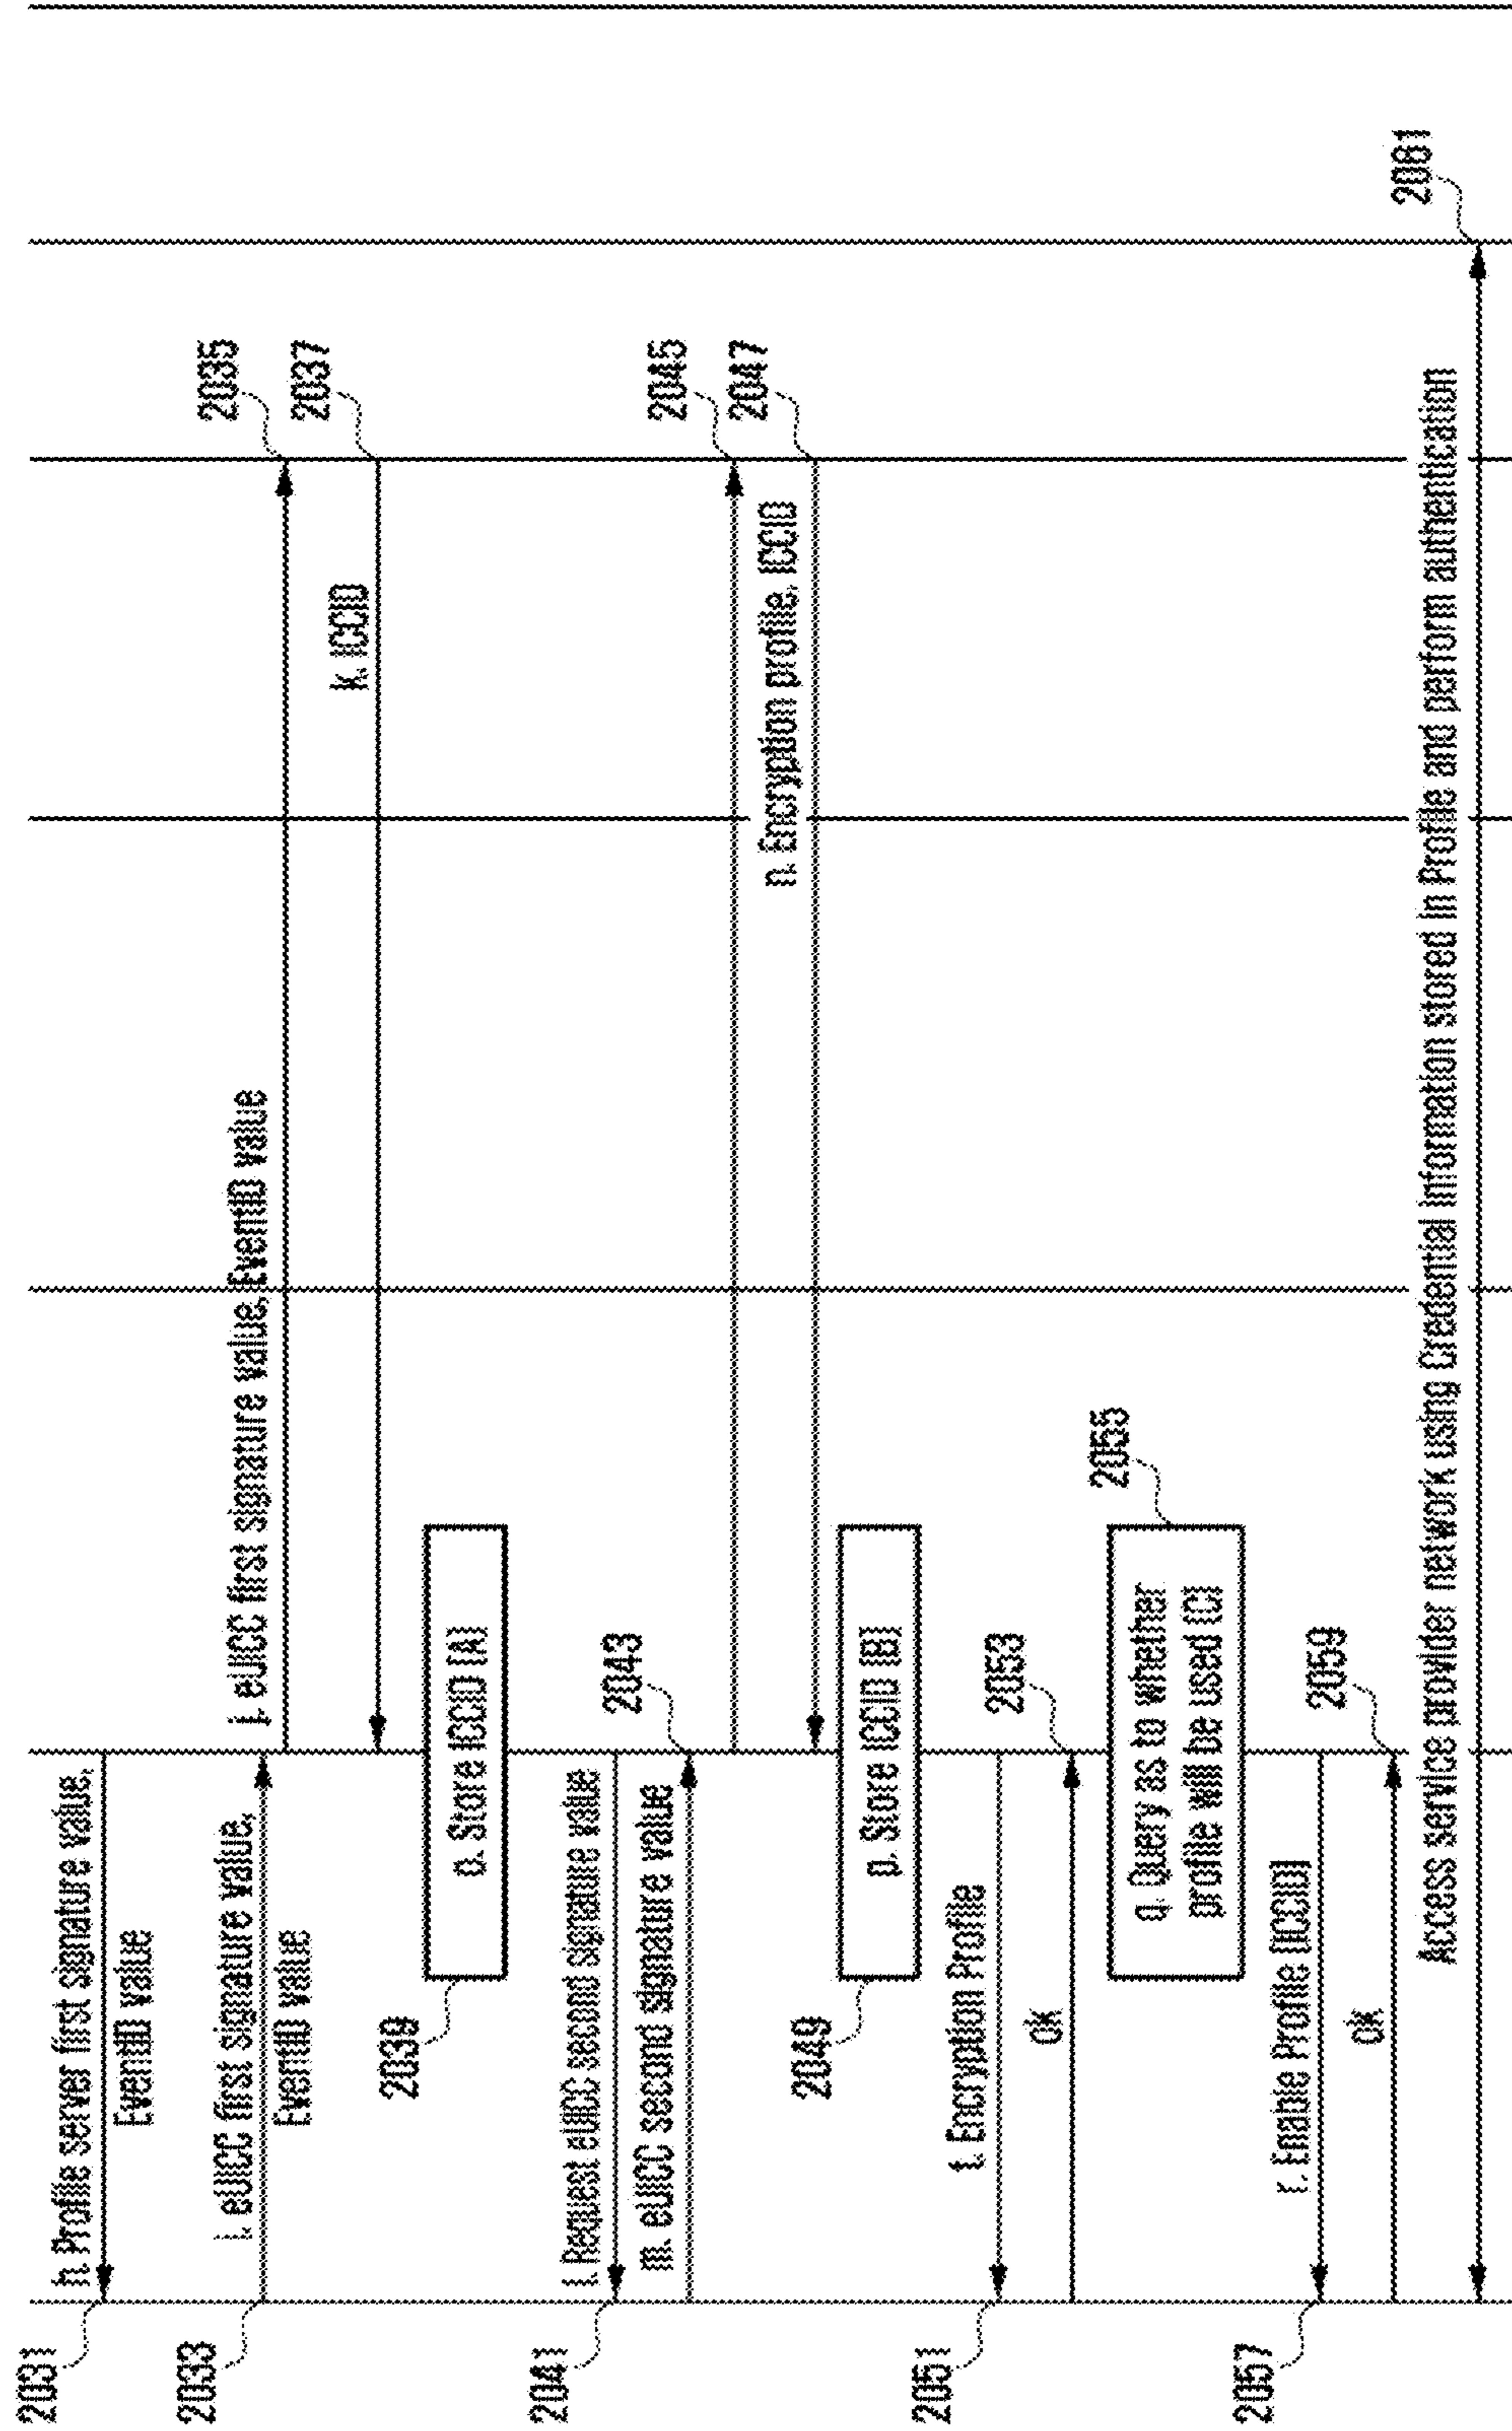 2031
h. Profile server first signature value,
EventID value
2033
i. eUICC first signature value,
EventID value
j. eUICC first signature value, EventID value
2035
k. ICCID
2037
2039
o. Store ICCID [A]
2041
l. Request eUICC second signature value
m. eUICC second signature value
2043
2045
n. Encryption profile, ICCID
2047
2049
p. Store ICCID [B]
2051
t. Encryption Profile
ok
2053
q. Query as to whether
profile will be used [C]
2055
2057
r. Enable Profile [ICCID]
ok
2059
Access service provider network using Credential Information stored in Profile and perform authentication
2081